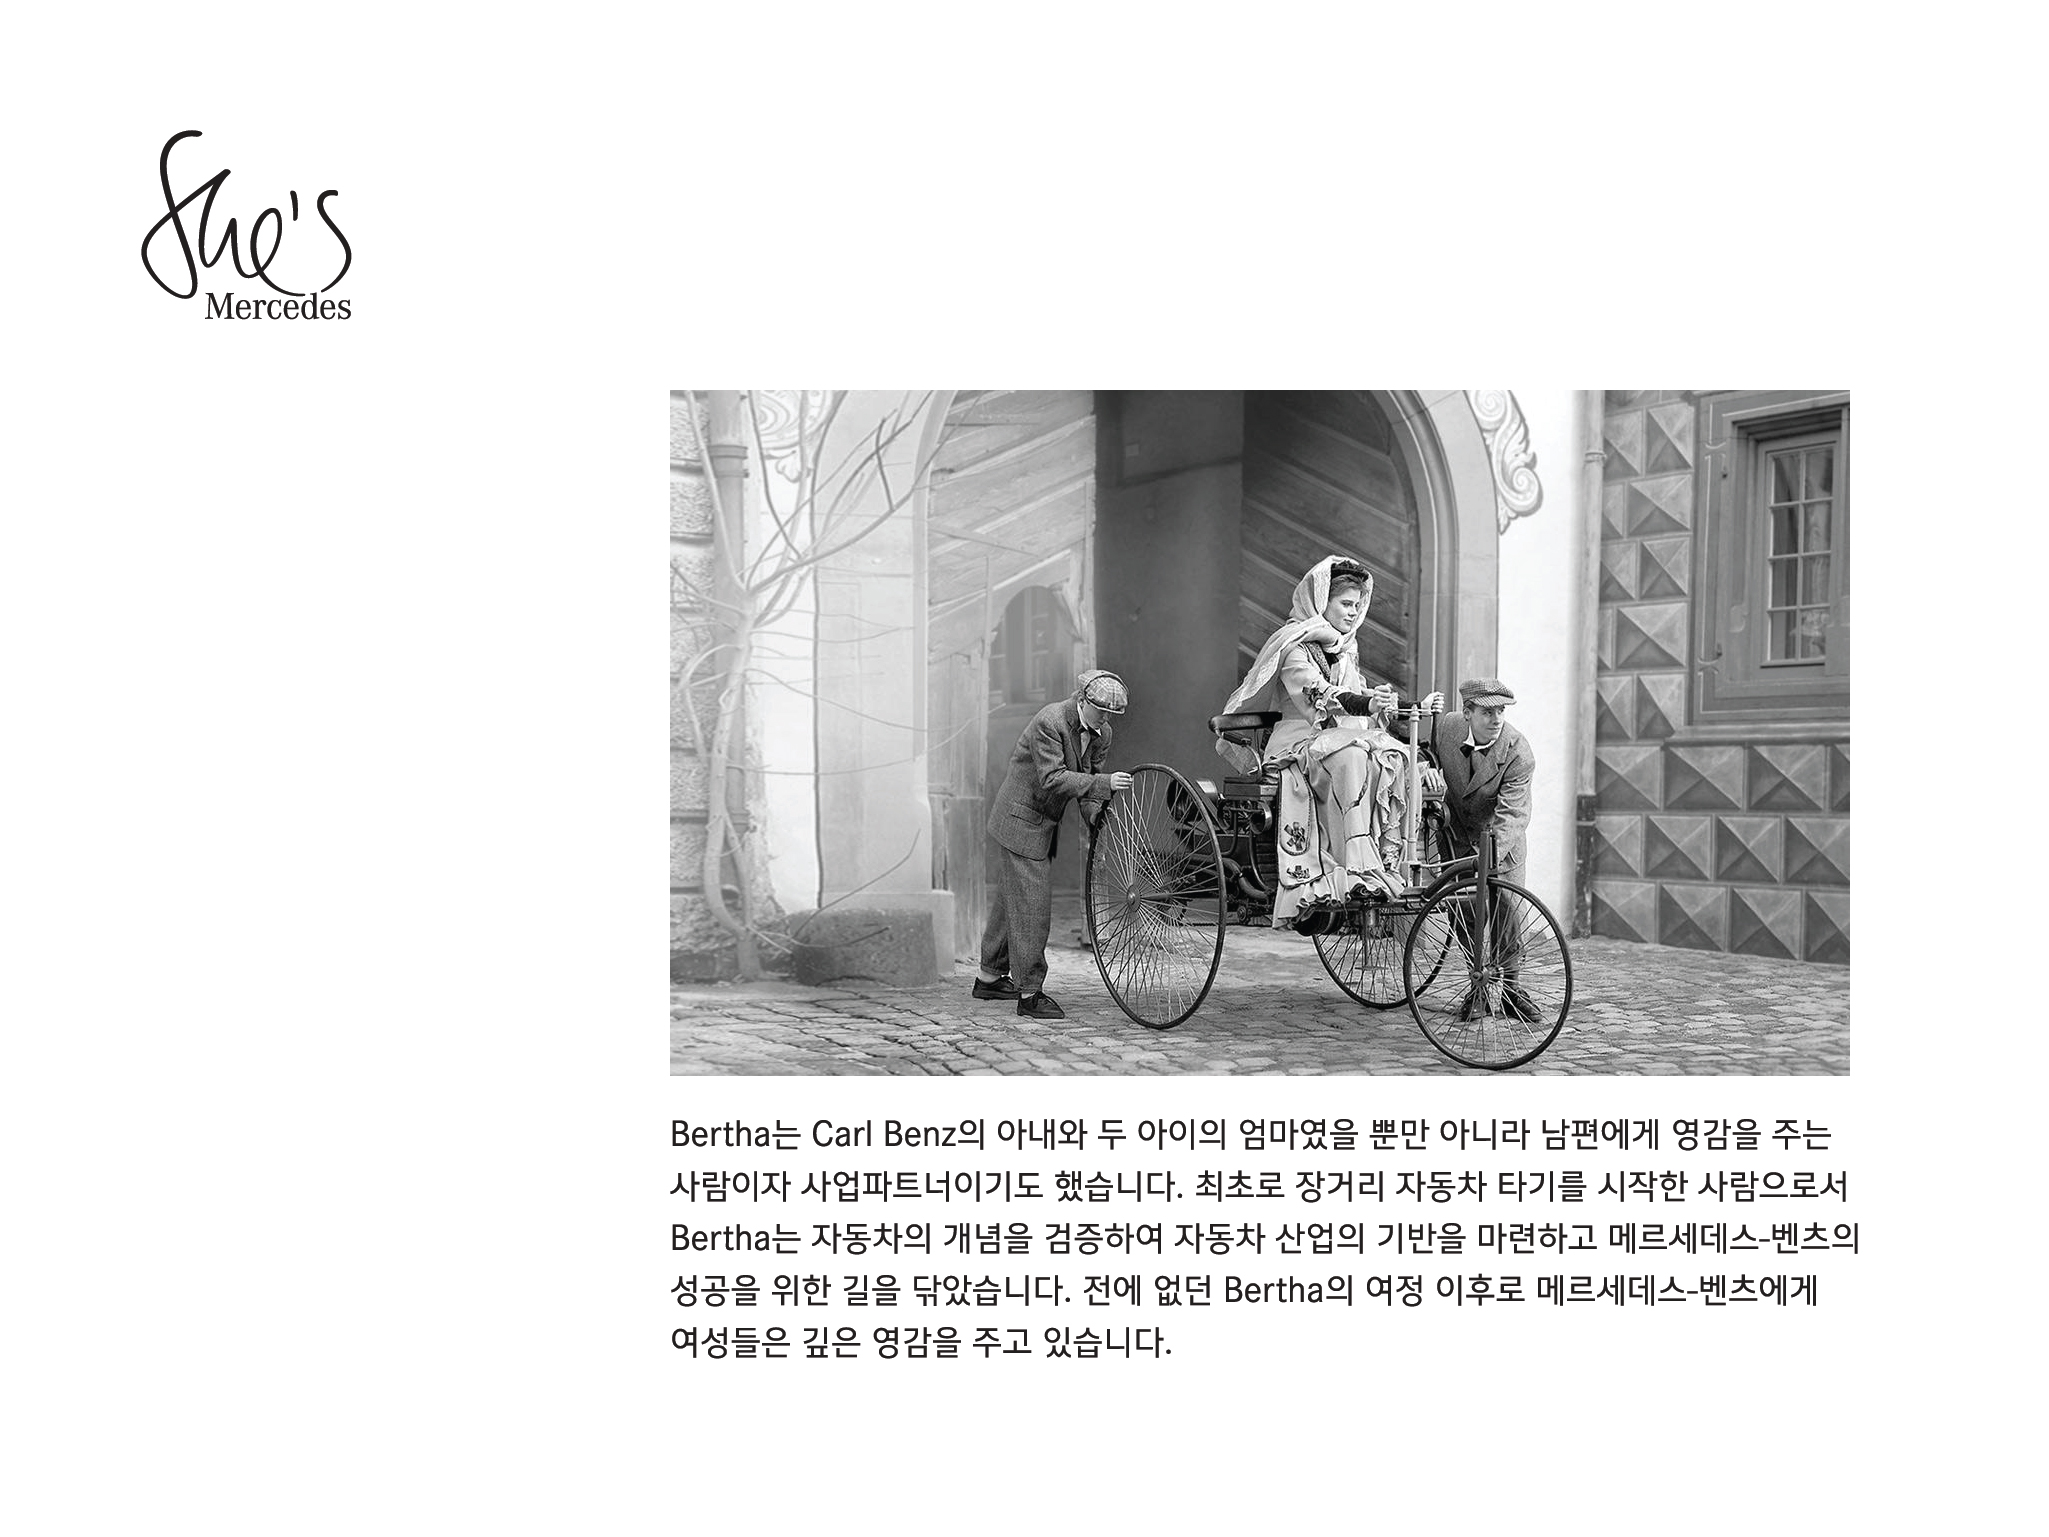 She's
Mercedes
Bertha는 Carl Benz의 아내와 두 아이의 엄마였을 뿐만 아니라 남편에게 영감을 주는
사람이자 사업파트너이기도 했습니다. 최초로 장거리 자동차 타기를 시작한 사람으로서
Bertha는 자동차의 개념을 검증하여 자동차 산업의 기반을 마련하고 메르세데스-벤츠의
성공을 위한 길을 닦았습니다. 전에 없던 Bertha의 여정 이후로 메르세데스-벤츠에게
여성들은 깊은 영감을 주고 있습니다.